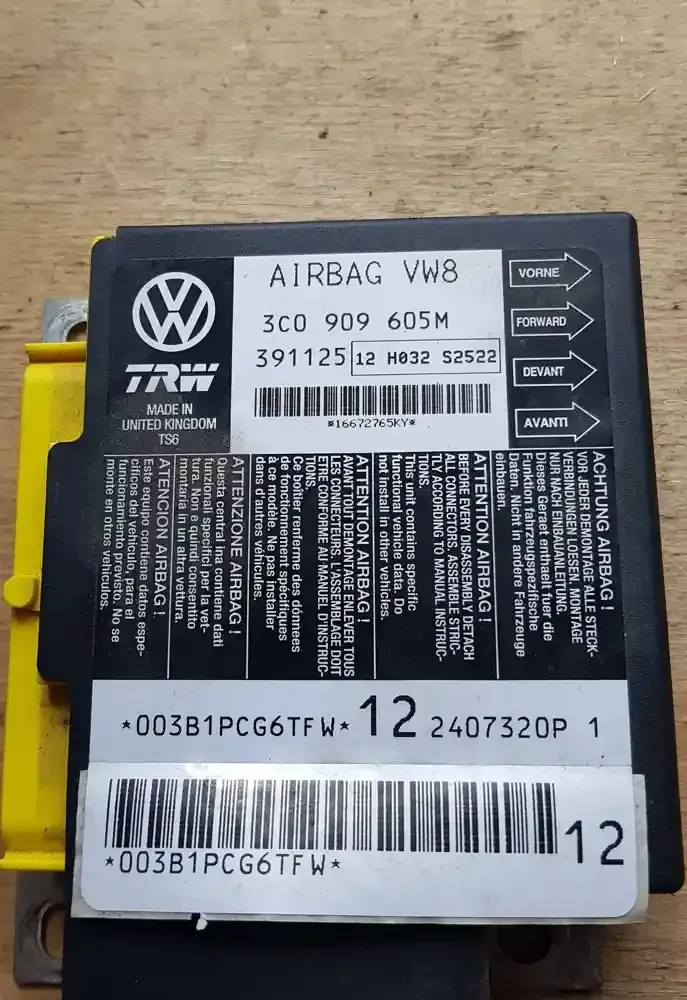 AIRBAG VW8
3C0 909 605M
391125 12 H032 S2522
*16672765KY*
VW
TRW
MADE IN
UNITED KINGDOM
TS6
VORNE
FORWARD
DEVANT
AVANTI
ACHTUNG AIRBAG !
VOR JEDER DEMONTAGE ALLE STECK-
VERBINDUNGEN LOESEN. MONTAGE
NUR NACH EINBAUANLEITUNG.
Dieses Geraet enthaelt fuer die
Funktion fahrzeugspezifische
Daten. Nicht in andere Fahrzeuge
einbauen.
ATTENTION AIRBAG !
BEFORE EVERY DISASSEMBLY DETACH
ALL CONNECTORS. ASSEMBLE STRIC-
TLY ACCORDING TO MANUAL INSTRUC-
TIONS.
This unit contains specific
functional vehicle data. Do
not install in other vehicles.
ATTENTION AIRBAG !
AVANT TOUT DEMONTAGE ENLEVER TOUS
LES CONNECTEURS. L'ASSEMBLAGE DOIT
ETRE CONFORME AU MANUEL D'INSTRUC-
TIONS.
Ce boitier renferme des données
de fonctionnement spécifiques
à ce modèle. Ne pas installer
dans d'autres véhicules.
ATTENZIONE AIRBAG !
Questa central ina contiene dati
funzionali specifici per la vet-
tura. Non e quindi consentito
montaria in un altra vettura.
ATENCION AIRBAG !
Este equipo contiene datos espe-
cificos del vehiculo, para el
funcionamiento previsto. No se
monte en otros vehiculos.
*003B1PCG6TFW* 12 2407320P 1
*003B1PCG6TFW*
12